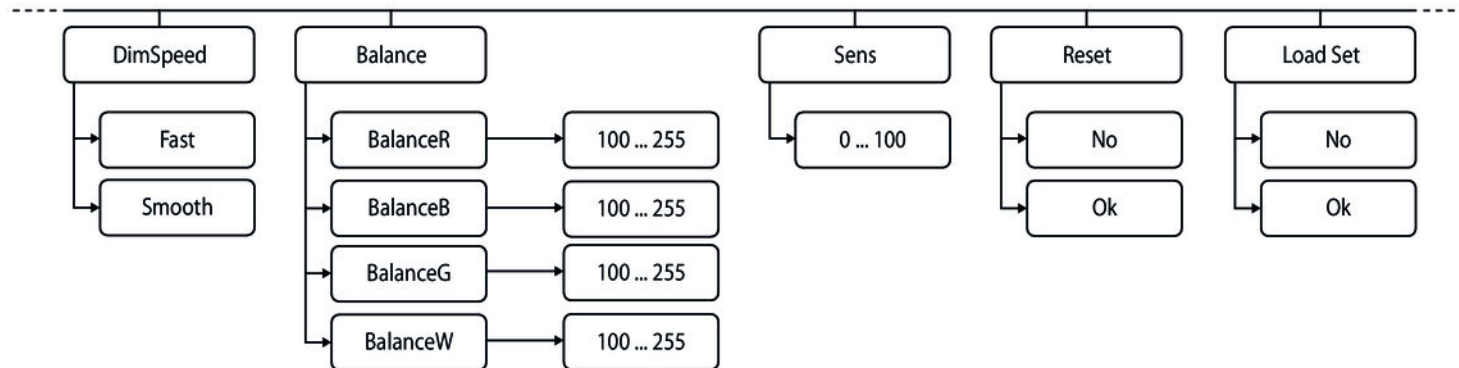 DimSpeed
Balance
Sens
Reset
Load Set
Fast
BalanceR
100 ... 255
0 ... 100
No
No
Smooth
BalanceB
100 ... 255
Ok
Ok
BalanceG
100 ... 255
BalanceW
100 ... 255